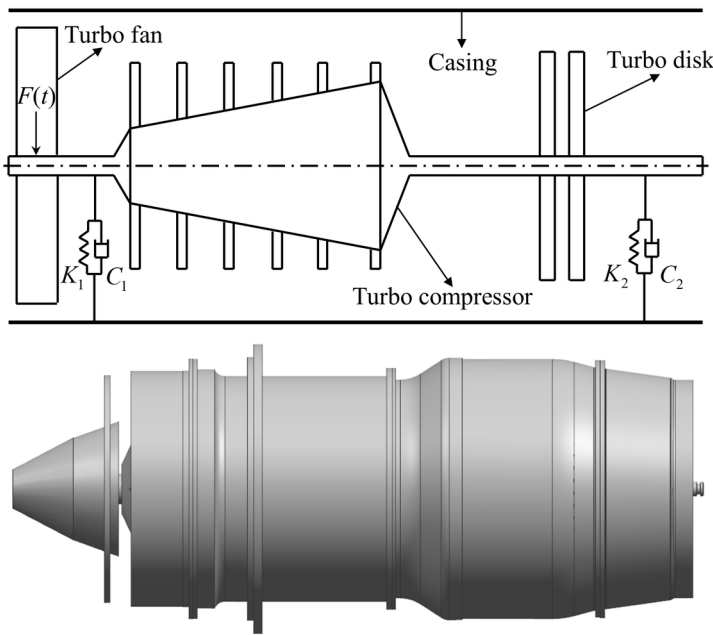 Turbo fan
Casing
Turbo disk
F(t)
K₁ C₁
K₂ C₂
Turbo compressor